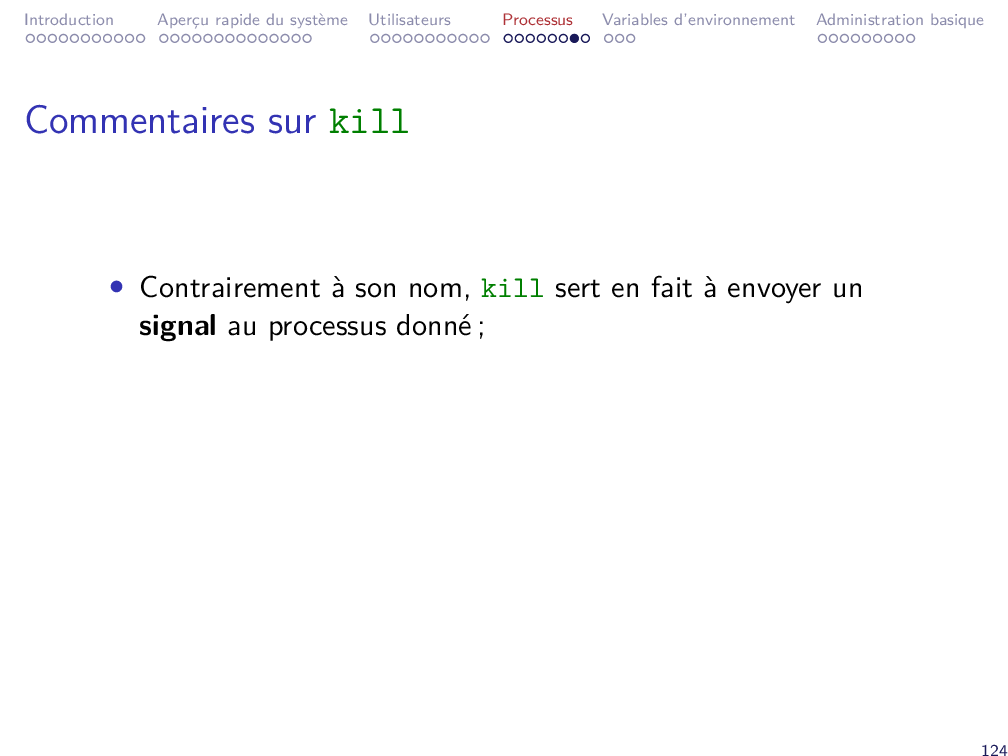 Introduction Aperçu rapide du système Utilisateurs Processus Variables d'environnement Administration basique
Commentaires sur kill
• Contrairement à son nom, kill sert en fait à envoyer un
signal au processus donné ;
124